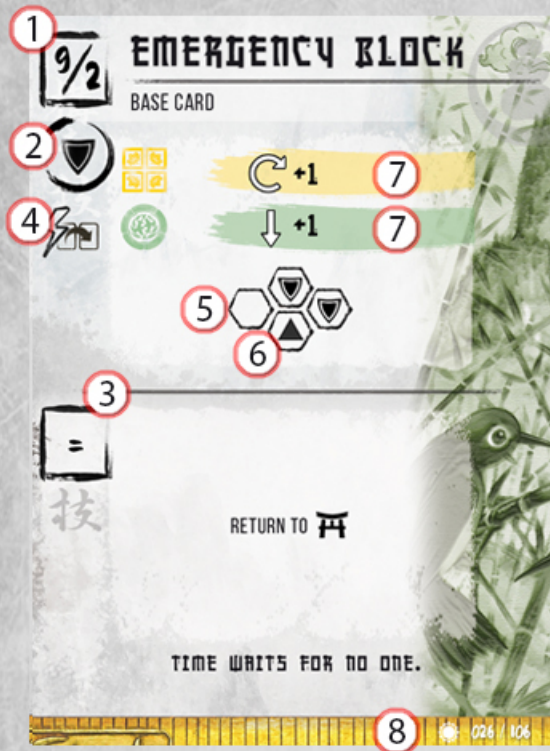 1
9/2
EMERGENCY BLOCK
BASE CARD
2
+1
7
4
+1
7
5
6
3
=
技
RETURN TO
TIME WAITS FOR NO ONE.
8
026 / 106